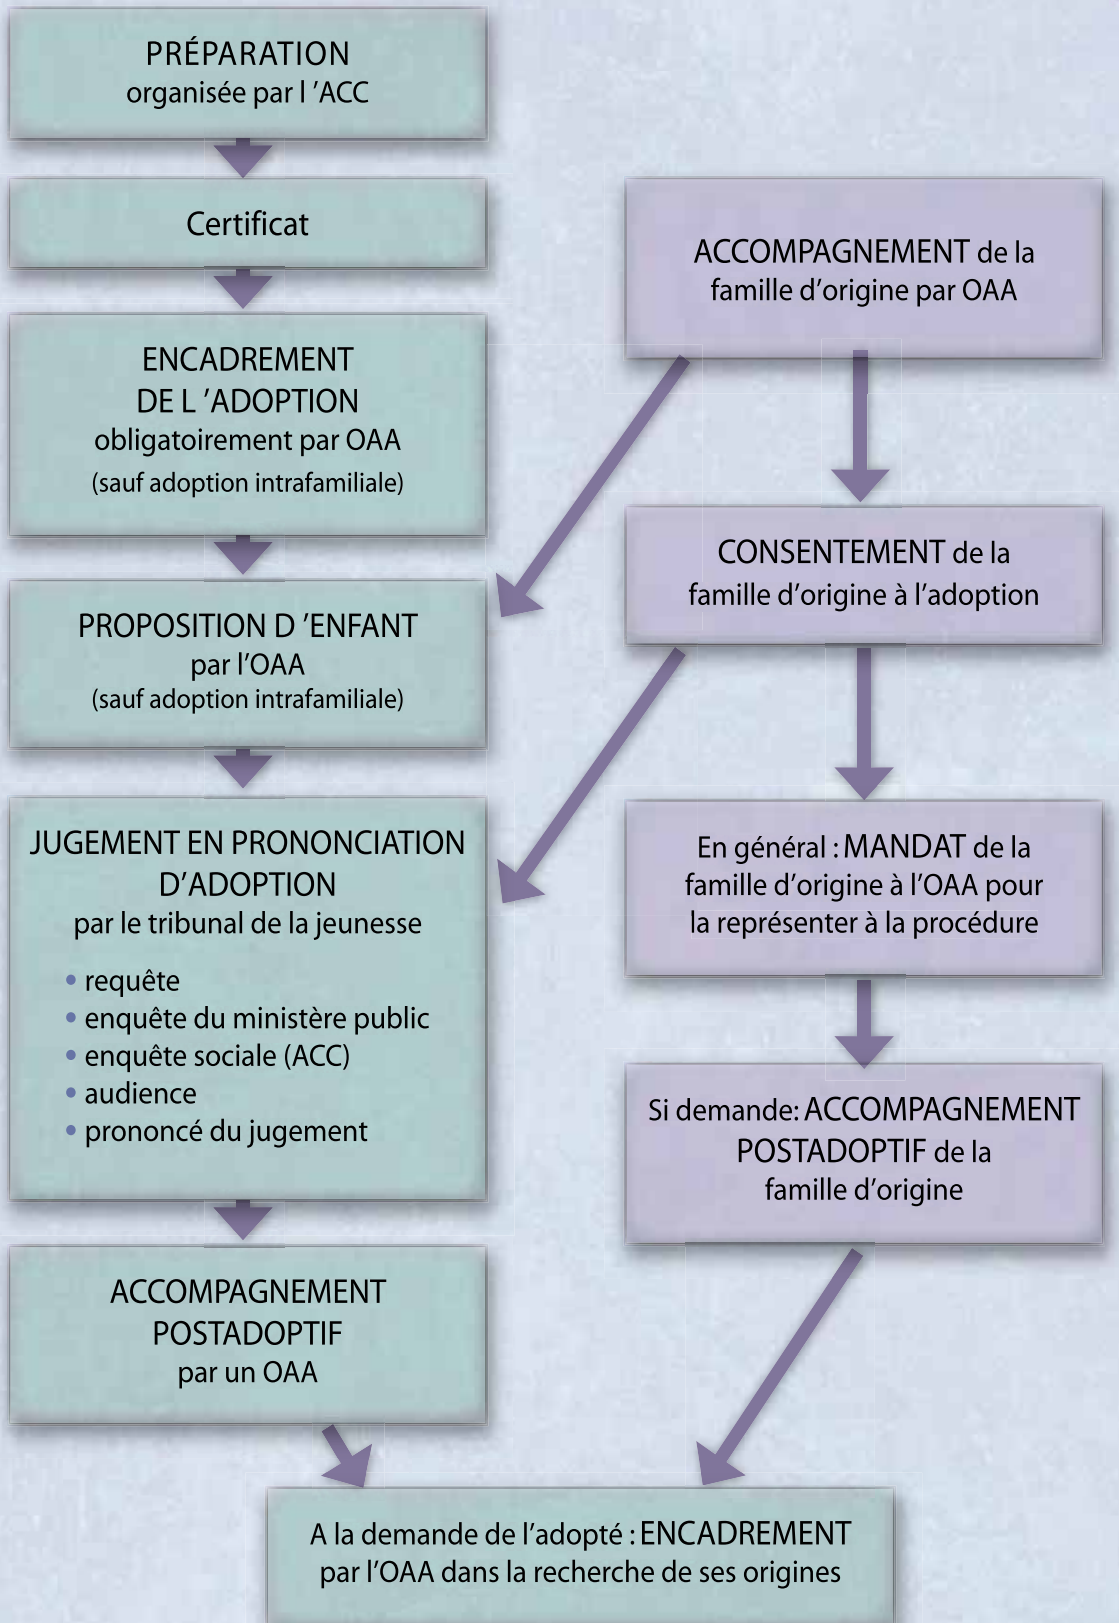 PRÉPARATION
organisée par l ’ACC
Certificat
ENCADREMENT
DE L ’ADOPTION
obligatoirement par OAA
(sauf adoption intrafamiliale)
PROPOSITION D ’ENFANT
par l’OAA
(sauf adoption intrafamiliale)
JUGEMENT EN PRONONCIATION
D’ADOPTION
par le tribunal de la jeunesse
• requête
• enquête du ministère public
• enquête sociale (ACC)
• audience
• prononcé du jugement
ACCOMPAGNEMENT
POSTADOPTIF
par un OAA
ACCOMPAGNEMENT de la
famille d’origine par OAA
CONSENTEMENT de la
famille d’origine à l’adoption
En général : MANDAT de la
famille d’origine à l’OAA pour
la représenter à la procédure
Si demande: ACCOMPAGNEMENT
POSTADOPTIF de la
famille d’origine
A la demande de l’adopté : ENCADREMENT
par l’OAA dans la recherche de ses origines